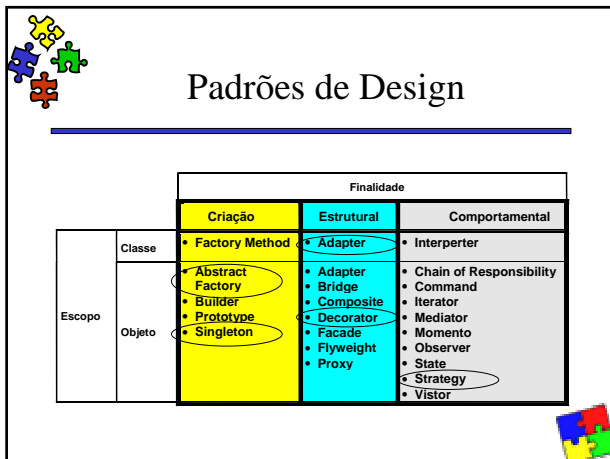 Padrões de Design
Finalidade
Criação Estrutural Comportamental
Escopo
Classe
• Factory Method
• Adapter
• Interperter
Objeto
• Abstract
Factory
• Builder
• Prototype
• Singleton
• Adapter
• Bridge
• Composite
• Decorator
• Facade
• Flyweight
• Proxy
• Chain of Responsibility
• Command
• Iterator
• Mediator
• Momento
• Observer
• State
• Strategy
• Vistor